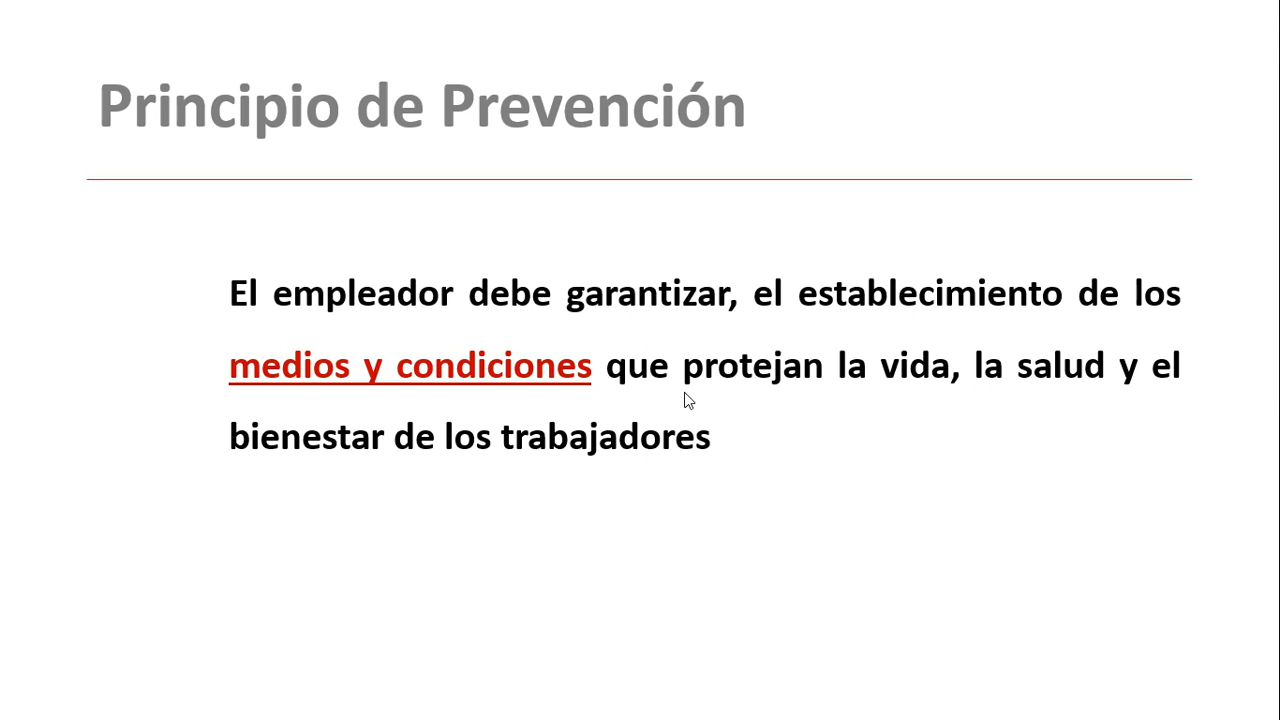 Principio de Prevención
El empleador debe garantizar, el establecimiento de los
medios y condiciones que protejan la vida, la salud y el
bienestar de los trabajadores